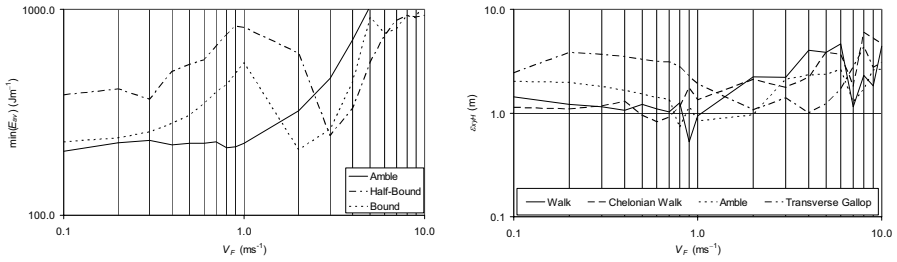 1000.0
100.0
min(E_av) (Jm⁻¹)
0.1
1.0
10.0
V_F (ms⁻¹)
Amble
Half-Bound
Bound
10.0
1.0
0.1
ε_xyH (m)
0.1
1.0
10.0
V_F (ms⁻¹)
Walk
Chelonian Walk
Amble
Transverse Gallop